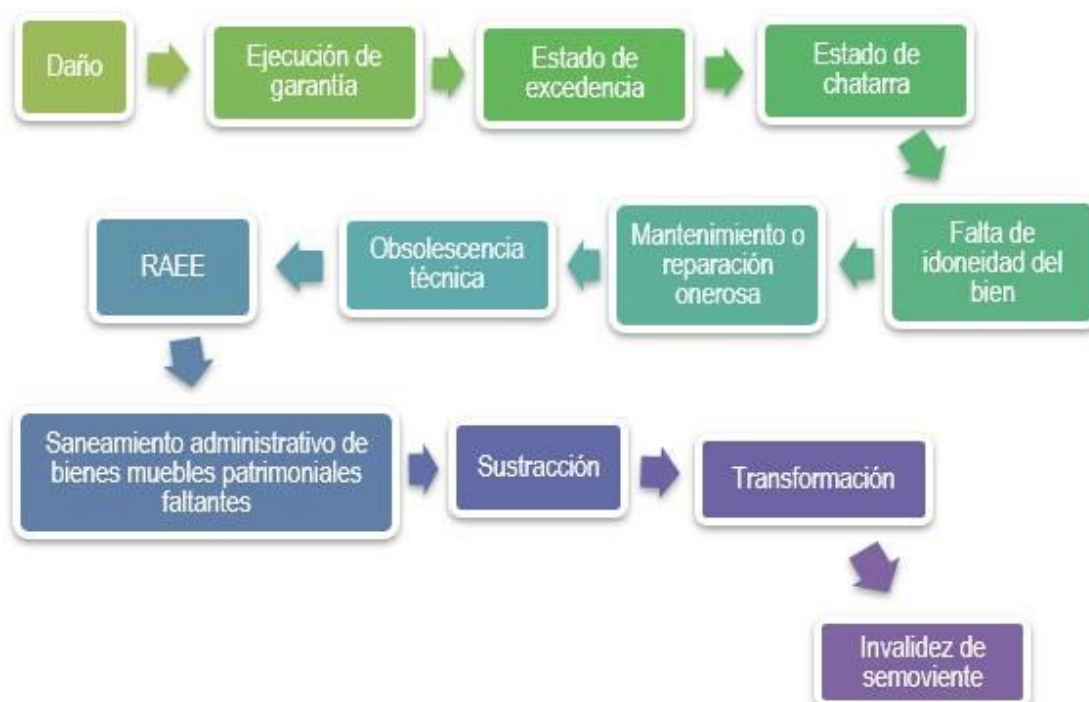 Daño
Ejecución de
garantía
Estado de
excedencia
Estado de
chatarra
Falta de
idoneidad del
bien
Mantenimiento o
reparación
onerosa
Obsolescencia
técnica
RAEE
Saneamiento administrativo de
bienes muebles patrimoniales
faltantes
Sustracción
Transformación
Invalidez de
semoviente